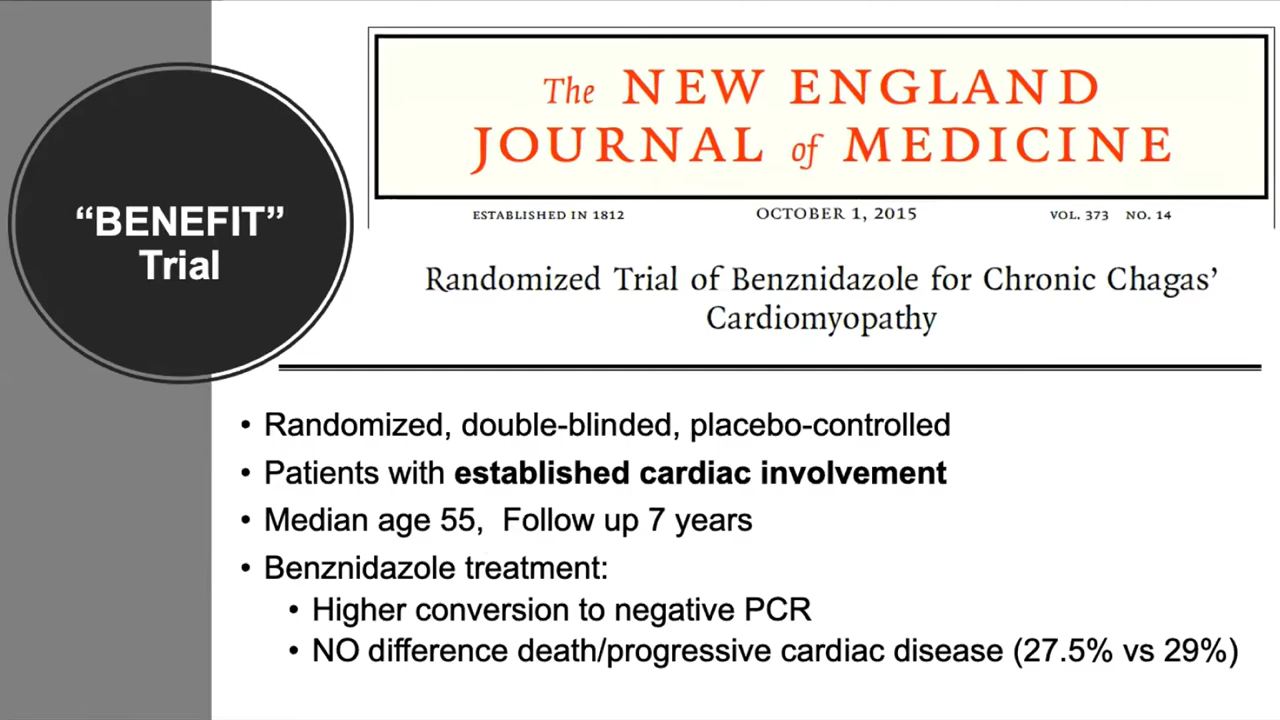 “BENEFIT”
Trial
The NEW ENGLAND
JOURNAL of MEDICINE
ESTABLISHED IN 1812 OCTOBER 1, 2015 VOL. 373 NO. 14
Randomized Trial of Benznidazole for Chronic Chagas’
Cardiomyopathy
• Randomized, double-blinded, placebo-controlled
• Patients with established cardiac involvement
• Median age 55, Follow up 7 years
• Benznidazole treatment:
• Higher conversion to negative PCR
• NO difference death/progressive cardiac disease (27.5% vs 29%)